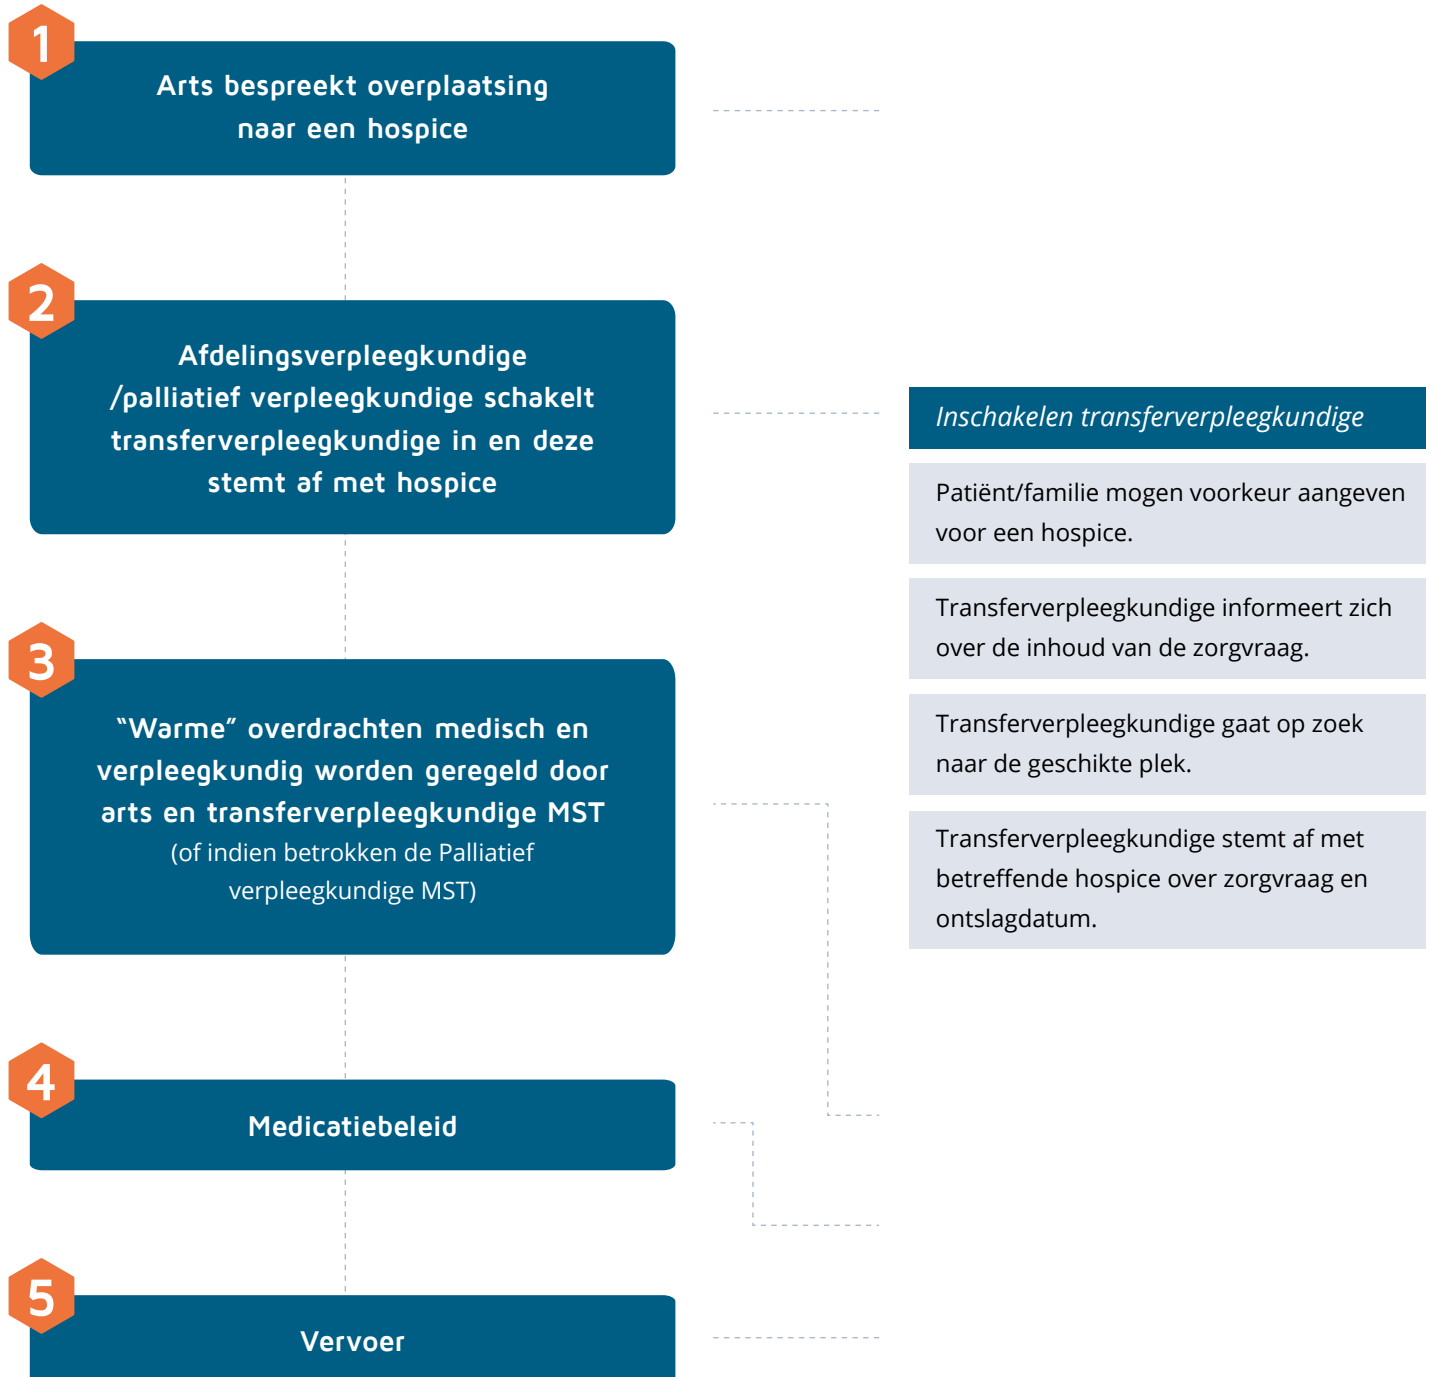 1
Arts bespreekt overplaatsing
naar een hospice
2
Afdelingsverpleegkundige
/palliatief verpleegkundige schakelt
transferverpleegkundige in en deze
stemt af met hospice
Inschakelen transferverpleegkundige
Patiënt/familie mogen voorkeur aangeven
voor een hospice.
Transferverpleegkundige informeert zich
over de inhoud van de zorgvraag.
Transferverpleegkundige gaat op zoek
naar de geschikte plek.
Transferverpleegkundige stemt af met
betreffende hospice over zorgvraag en
ontslagdatum.
3
“Warme” overdrachten medisch en
verpleegkundig worden geregeld door
arts en transferverpleegkundige MST
(of indien betrokken de Palliatief
verpleegkundige MST)
4
Medicatiebeleid
5
Vervoer